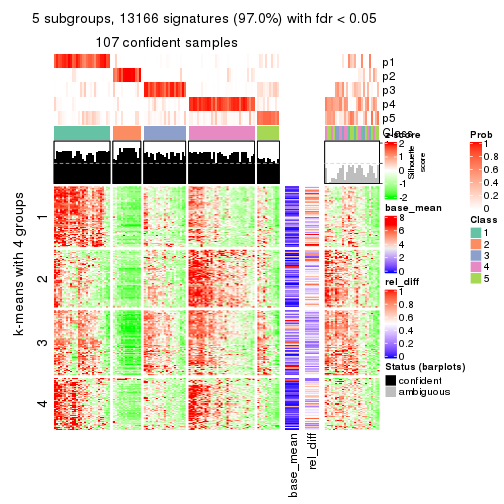 5 subgroups, 13166 signatures (97.0%) with fdr < 0.05
107 confident samples
p1
p2
p3
p4
p5
Class
z-score
2
1
0
-1
-2
Silhouette
score
base_mean
8
6
4
2
0
rel_diff
1
0.8
0.6
0.4
0.2
0
Status (barplots)
confident
ambiguous
Prob
1
0.8
0.6
0.4
0.2
0
Class
1
2
3
4
5
k-means with 4 groups
1
2
3
4
base_mean
rel_diff